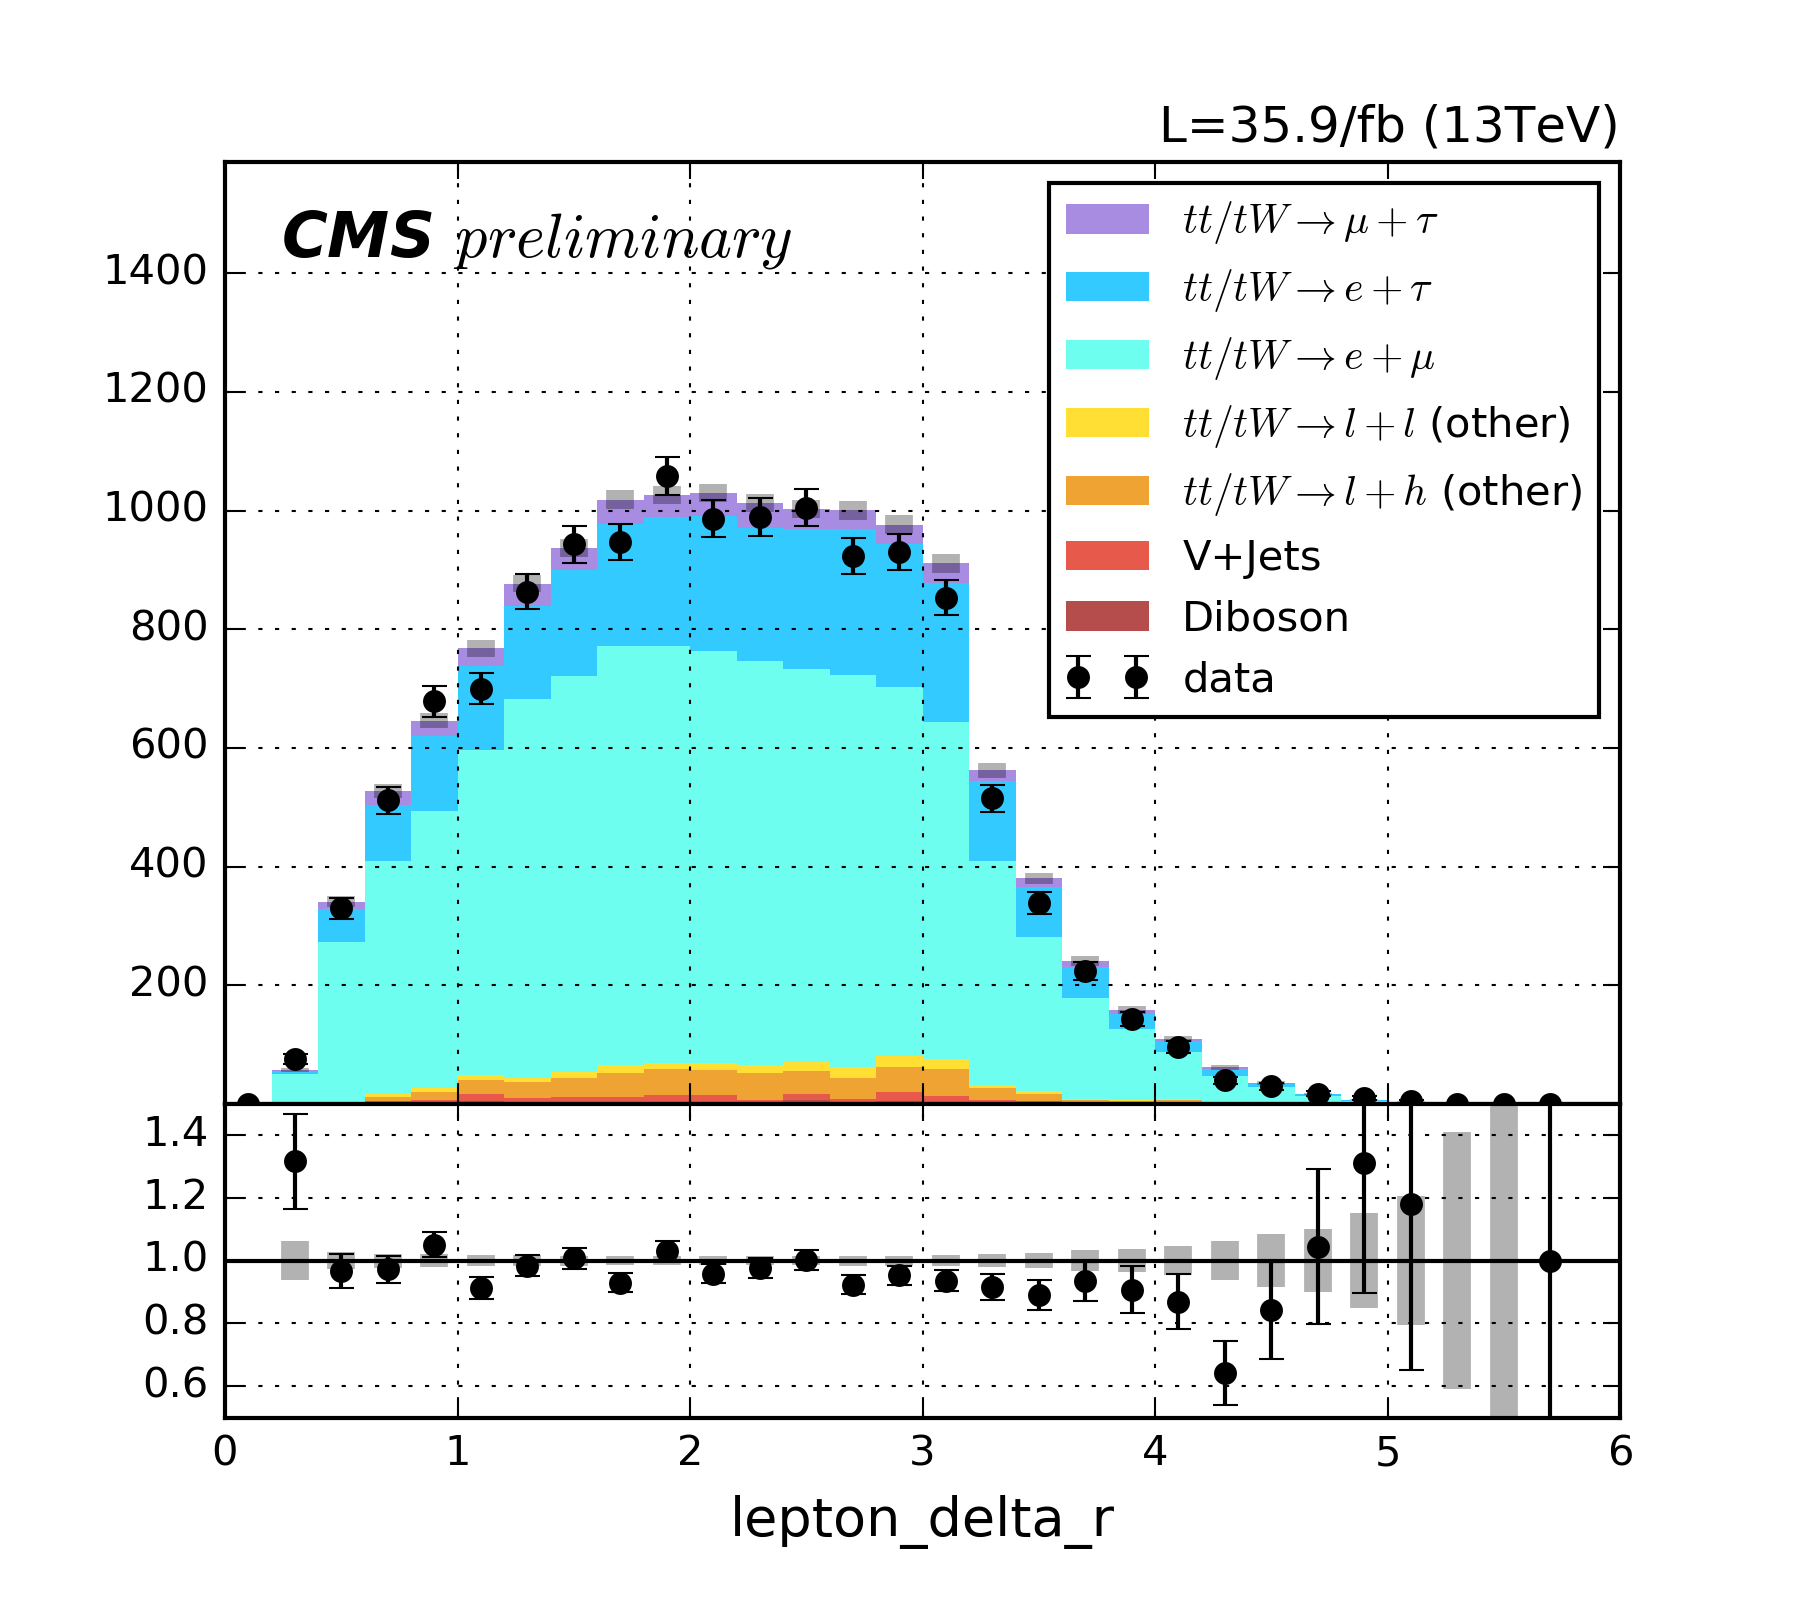 L=35.9/fb (13TeV)
CMS preliminary
tt/tW → μ + τ
tt/tW → e + τ
tt/tW → e + μ
tt/tW → l + l (other)
tt/tW → l + h (other)
V+Jets
Diboson
data
1400
1200
1000
800
600
400
200
1.4
1.2
1.0
0.8
0.6
0 1 2 3 4 5 6
lepton_delta_r